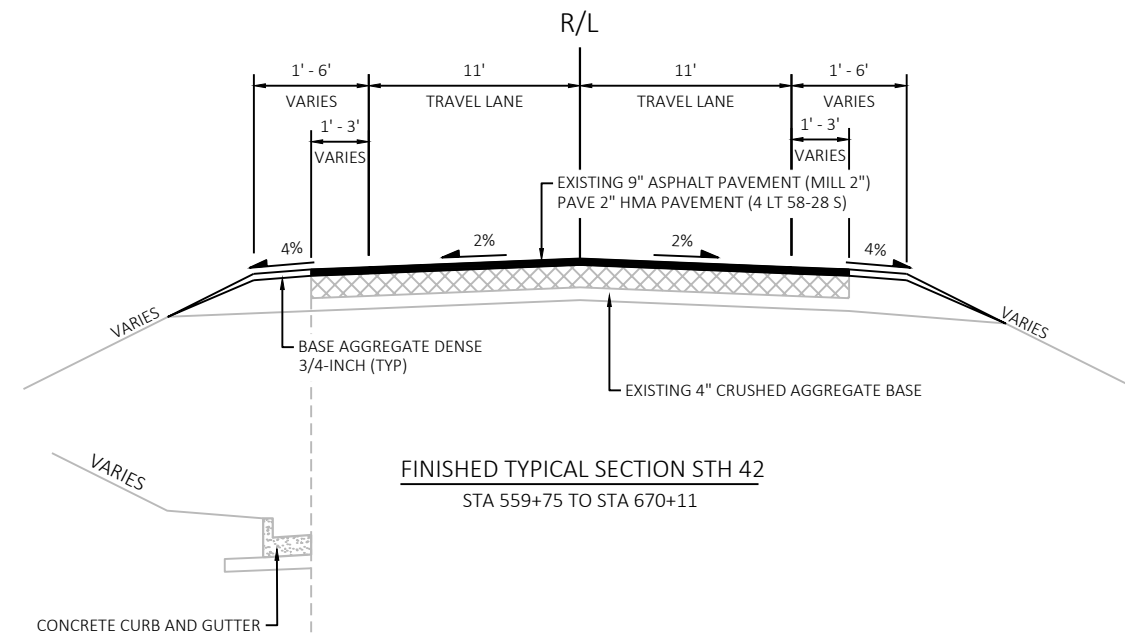 R/L
1' - 6'
11'
11'
1' - 6'
VARIES
TRAVEL LANE
TRAVEL LANE
VARIES
1' - 3'
1' - 3'
VARIES
VARIES
EXISTING 9" ASPHALT PAVEMENT (MILL 2")
PAVE 2" HMA PAVEMENT (4 LT 58-28 S)
4%
2%
2%
4%
VARIES
VARIES
BASE AGGREGATE DENSE
3/4-INCH (TYP)
EXISTING 4" CRUSHED AGGREGATE BASE
VARIES
FINISHED TYPICAL SECTION STH 42
STA 559+75 TO STA 670+11
CONCRETE CURB AND GUTTER